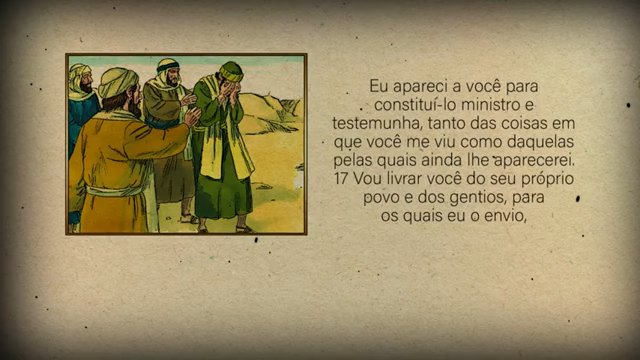 Eu apareci a você para
constituí-lo ministro e
testemunha, tanto das coisas em
que você me viu como daquelas
pelas quais ainda lhe aparecerei.
17 Vou livrar você do seu próprio
povo e dos gentios, para
os quais eu o envio,